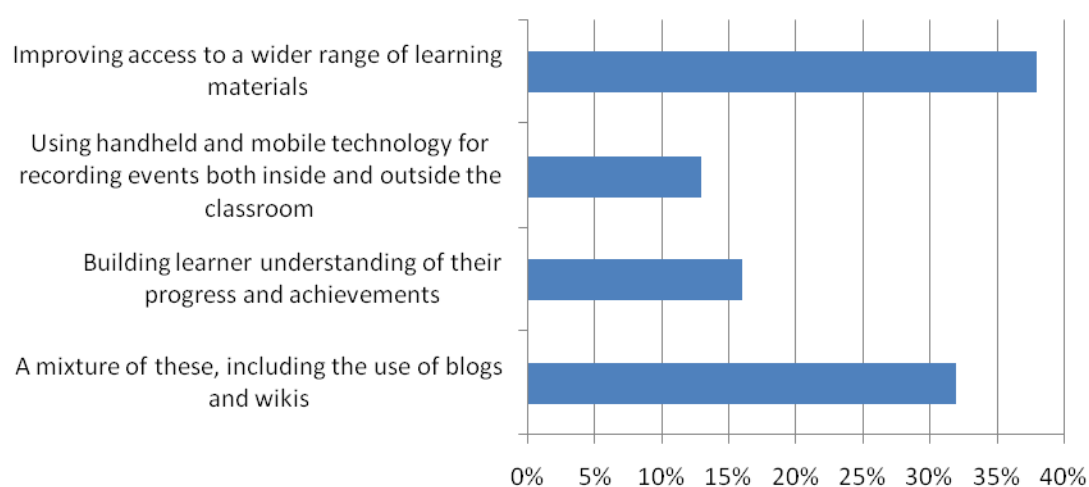 Improving access to a wider range of learning
materials
Using handheld and mobile technology for
recording events both inside and outside the
classroom
Building learner understanding of their
progress and achievements
A mixture of these, including the use of blogs
and wikis
0% 5% 10% 15% 20% 25% 30% 35% 40%